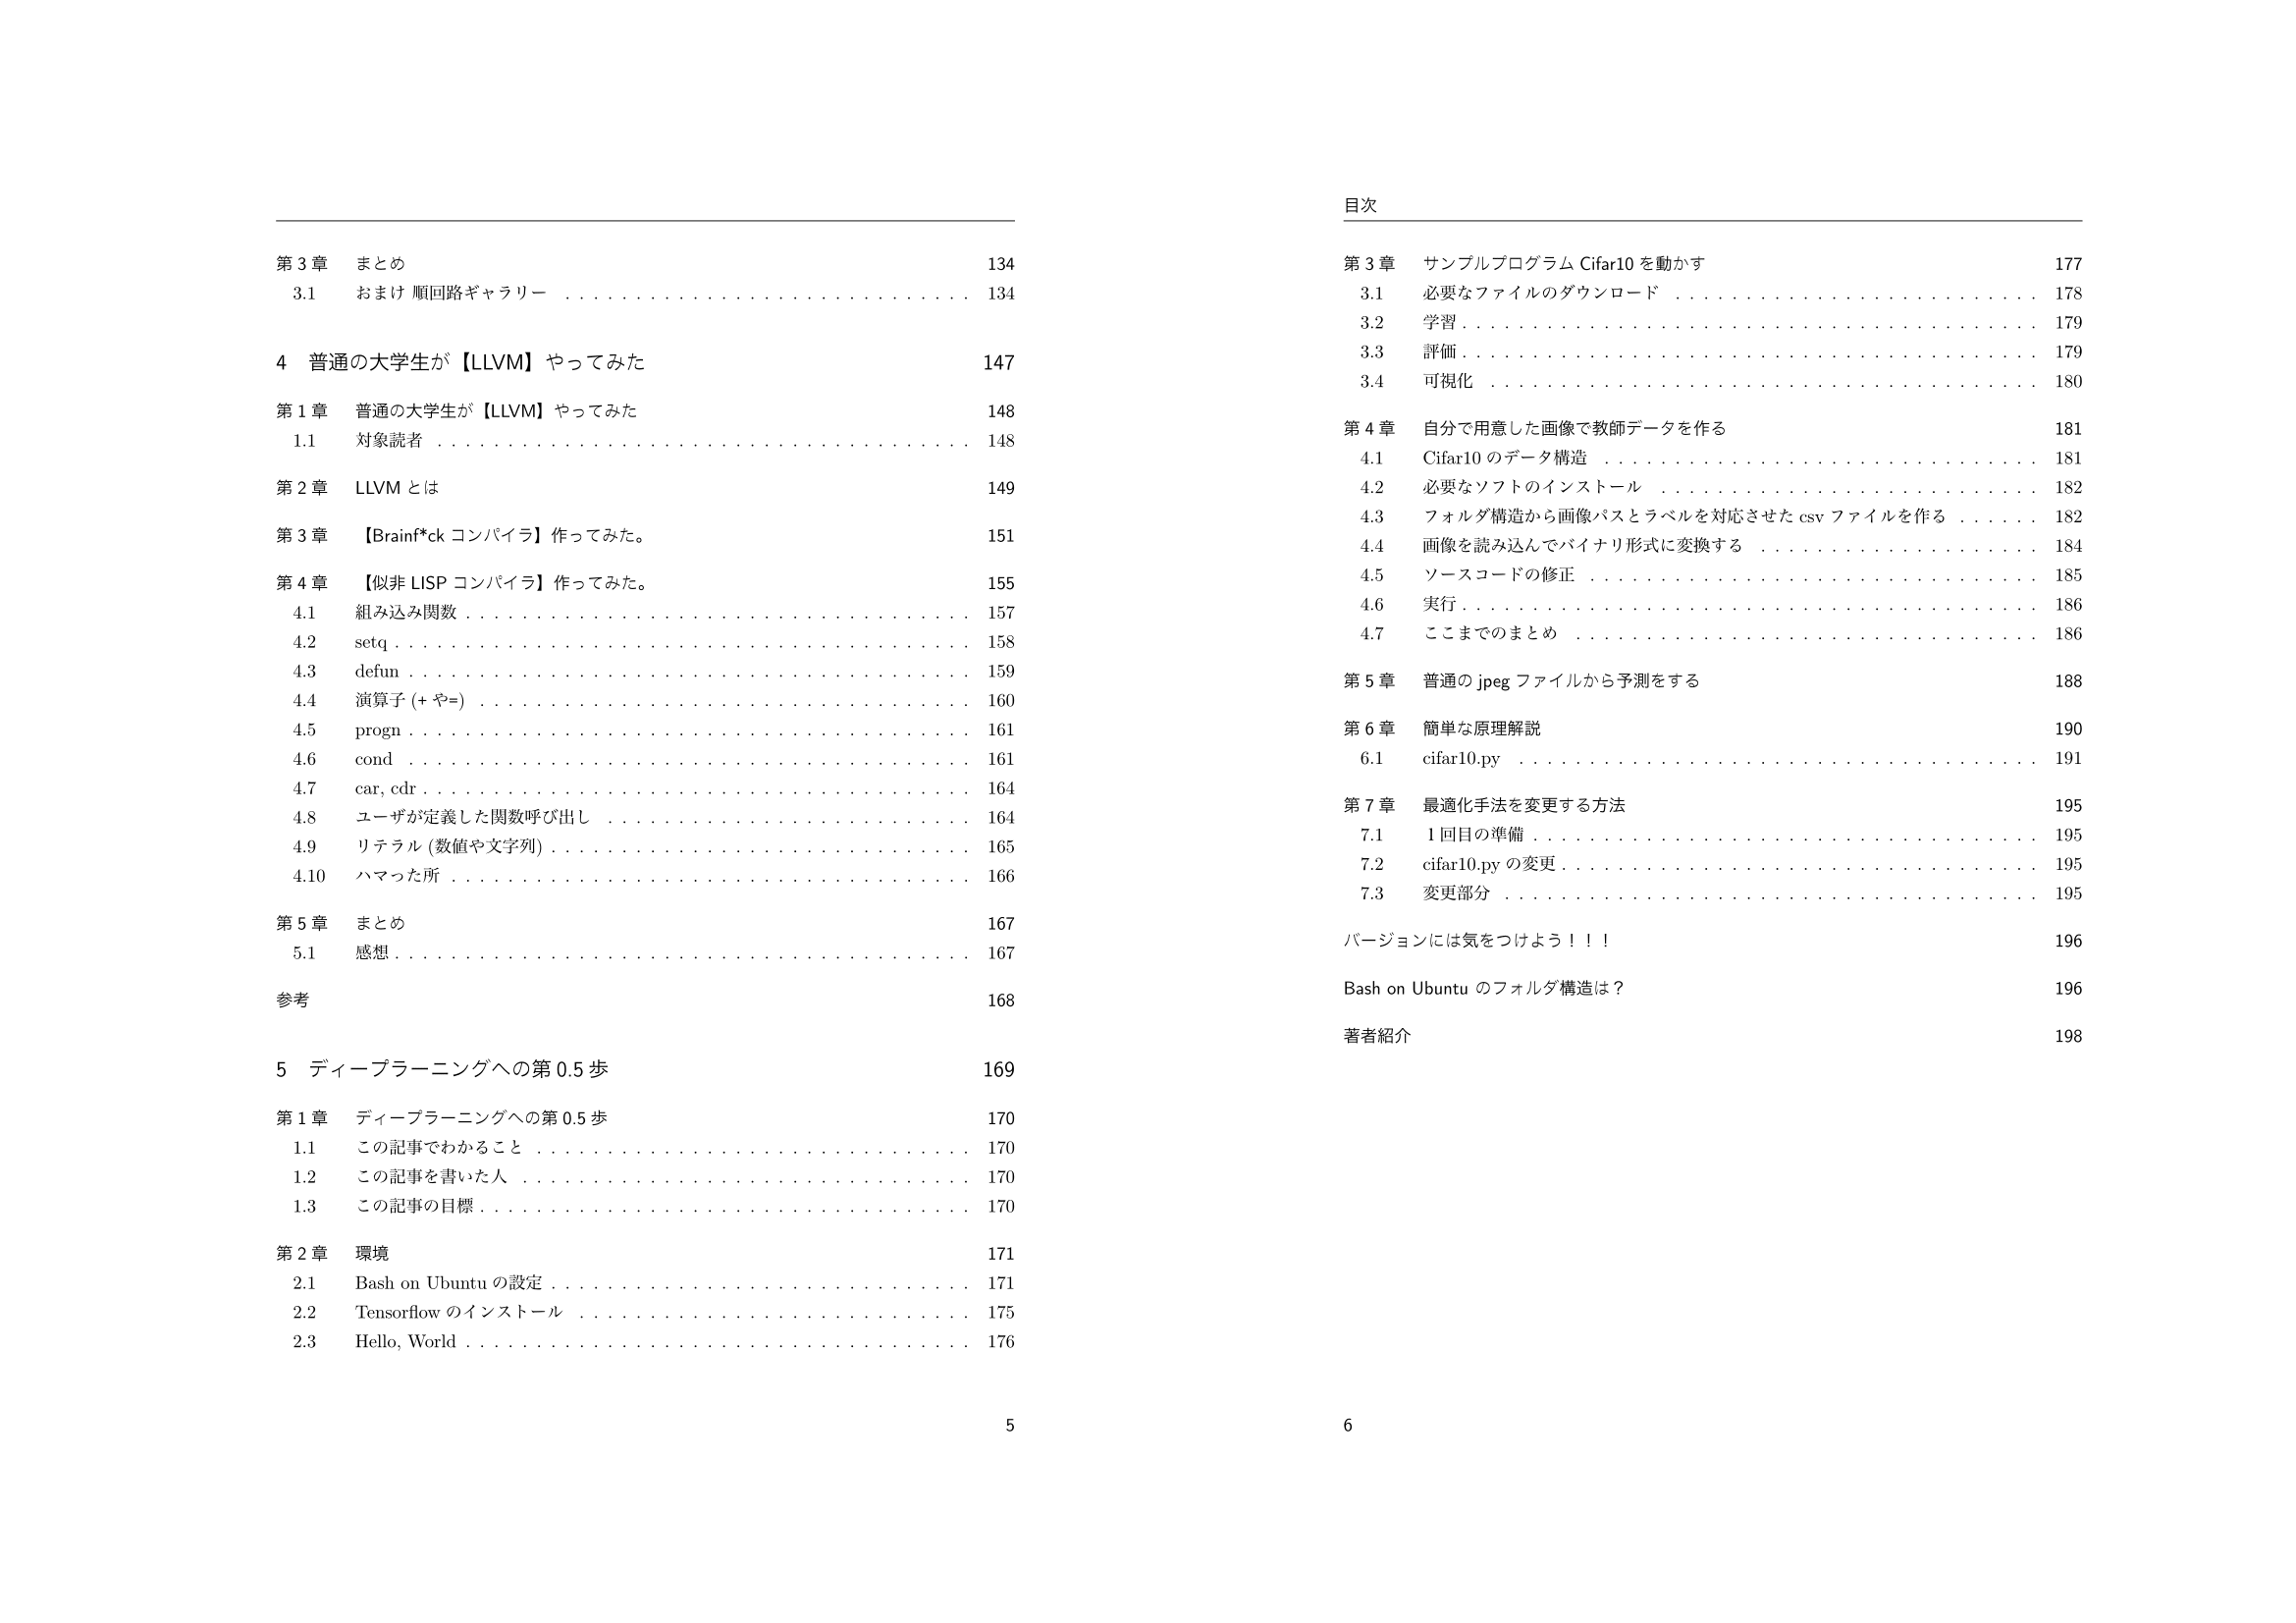 第 3 章 まとめ 134
3.1 おまけ 順回路ギャラリー . . . . . . . . . . . . . . . . . . . . . . . . . . . . . 134
4 普通の大学生が【LLVM】やってみた 147
第 1 章 普通の大学生が【LLVM】やってみた 148
1.1 対象読者 . . . . . . . . . . . . . . . . . . . . . . . . . . . . . . . . . . . . . . 148
第 2 章 LLVM とは 149
第 3 章 【Brainf*ck コンパイラ】作ってみた。 151
第 4 章 【似非 LISP コンパイラ】作ってみた。 155
4.1 組み込み関数 . . . . . . . . . . . . . . . . . . . . . . . . . . . . . . . . . . . . 157
4.2 setq . . . . . . . . . . . . . . . . . . . . . . . . . . . . . . . . . . . . . . . . . 158
4.3 defun . . . . . . . . . . . . . . . . . . . . . . . . . . . . . . . . . . . . . . . . 159
4.4 演算子 (+ や=) . . . . . . . . . . . . . . . . . . . . . . . . . . . . . . . . . . . 160
4.5 progn . . . . . . . . . . . . . . . . . . . . . . . . . . . . . . . . . . . . . . . . 161
4.6 cond . . . . . . . . . . . . . . . . . . . . . . . . . . . . . . . . . . . . . . . . 161
4.7 car, cdr . . . . . . . . . . . . . . . . . . . . . . . . . . . . . . . . . . . . . . . 164
4.8 ユーザが定義した関数呼び出し . . . . . . . . . . . . . . . . . . . . . . . . . . 164
4.9 リテラル (数値や文字列) . . . . . . . . . . . . . . . . . . . . . . . . . . . . . . 165
4.10 ハマった所 . . . . . . . . . . . . . . . . . . . . . . . . . . . . . . . . . . . . . 166
第 5 章 まとめ 167
5.1 感想 . . . . . . . . . . . . . . . . . . . . . . . . . . . . . . . . . . . . . . . . . 167
参考 168
5 ディープラーニングへの第 0.5 歩 169
第 1 章 ディープラーニングへの第 0.5 歩 170
1.1 この記事でわかること . . . . . . . . . . . . . . . . . . . . . . . . . . . . . . . 170
1.2 この記事を書いた人 . . . . . . . . . . . . . . . . . . . . . . . . . . . . . . . . 170
1.3 この記事の目標 . . . . . . . . . . . . . . . . . . . . . . . . . . . . . . . . . . . 170
第 2 章 環境 171
2.1 Bash on Ubuntu の設定 . . . . . . . . . . . . . . . . . . . . . . . . . . . . . . 171
2.2 Tensorflow のインストール . . . . . . . . . . . . . . . . . . . . . . . . . . . . 175
2.3 Hello, World . . . . . . . . . . . . . . . . . . . . . . . . . . . . . . . . . . . . 176
5
目次
第 3 章 サンプルプログラム Cifar10 を動かす 177
3.1 必要なファイルのダウンロード . . . . . . . . . . . . . . . . . . . . . . . . . . 178
3.2 学習 . . . . . . . . . . . . . . . . . . . . . . . . . . . . . . . . . . . . . . . . . 179
3.3 評価 . . . . . . . . . . . . . . . . . . . . . . . . . . . . . . . . . . . . . . . . . 179
3.4 可視化 . . . . . . . . . . . . . . . . . . . . . . . . . . . . . . . . . . . . . . . 180
第 4 章 自分で用意した画像で教師データを作る 181
4.1 Cifar10 のデータ構造 . . . . . . . . . . . . . . . . . . . . . . . . . . . . . . . 181
4.2 必要なソフトのインストール . . . . . . . . . . . . . . . . . . . . . . . . . . . 182
4.3 フォルダ構造から画像パスとラベルを対応させた csv ファイルを作る . . . . . . 182
4.4 画像を読み込んでバイナリ形式に変換する . . . . . . . . . . . . . . . . . . . . 184
4.5 ソースコードの修正 . . . . . . . . . . . . . . . . . . . . . . . . . . . . . . . . 185
4.6 実行 . . . . . . . . . . . . . . . . . . . . . . . . . . . . . . . . . . . . . . . . . 186
4.7 ここまでのまとめ . . . . . . . . . . . . . . . . . . . . . . . . . . . . . . . . . 186
第 5 章 普通の jpeg ファイルから予測をする 188
第 6 章 簡単な原理解説 190
6.1 cifar10.py . . . . . . . . . . . . . . . . . . . . . . . . . . . . . . . . . . . . . 191
第 7 章 最適化手法を変更する方法 195
7.1 1 回目の準備 . . . . . . . . . . . . . . . . . . . . . . . . . . . . . . . . . . . . 195
7.2 cifar10.py の変更 . . . . . . . . . . . . . . . . . . . . . . . . . . . . . . . . . . 195
7.3 変更部分 . . . . . . . . . . . . . . . . . . . . . . . . . . . . . . . . . . . . . . 195
バージョンには気をつけよう！！！ 196
Bash on Ubuntu のフォルダ構造は？ 196
著者紹介 198
6